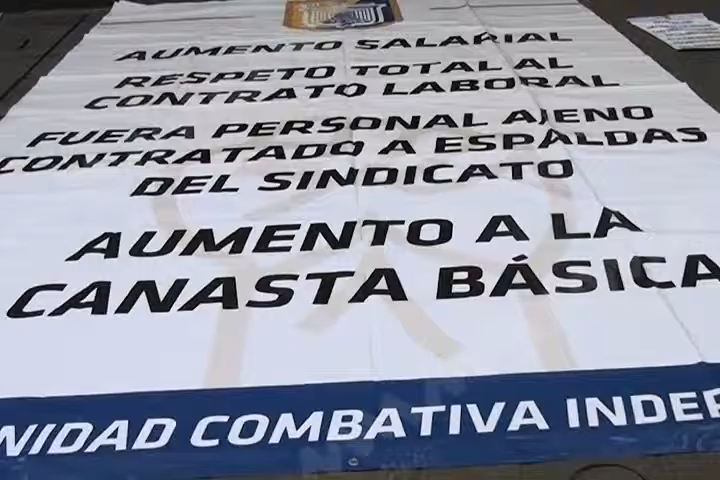 AUMENTO SALARIAL
RESPETO TOTAL AL
CONTRATO LABORAL
FUERA PERSONAL AJENO
CONTRATADO A ESPALDAS
DEL SINDICATO
AUMENTO A LA
CANASTA BÁSICA
NIDAD COMBATIVA INDEP